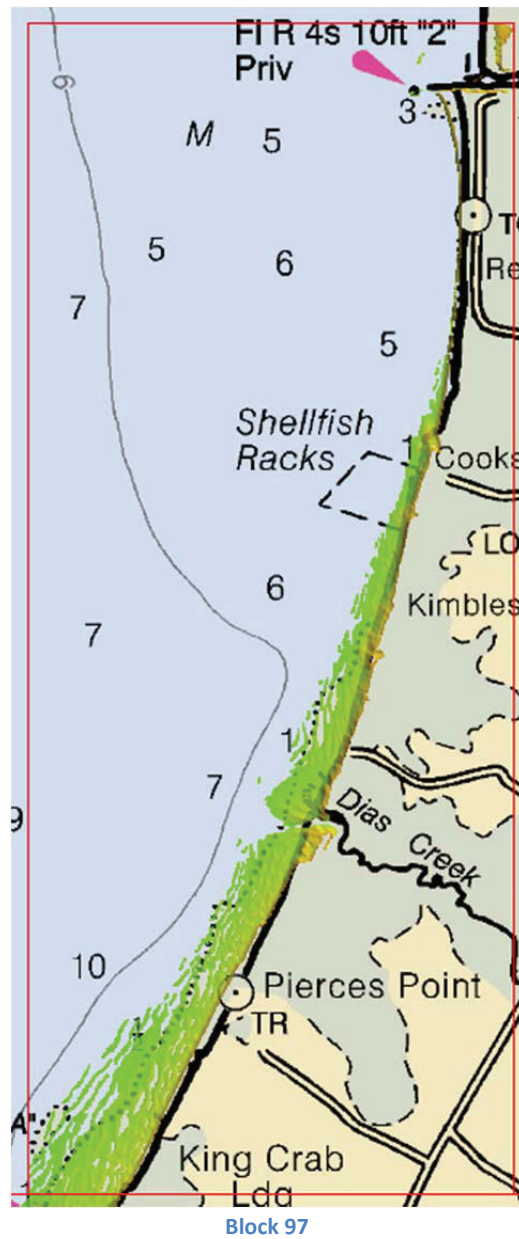 Fl R 4s 10ft "2"
Priv
3
M
5
5
6
7
5
Shellfish
Racks
1
Cooks
LO
Kimbles
6
7
1
7
Dias Creek
9
10
Pierces Point
TR
King Crab
Ldg
Block 97